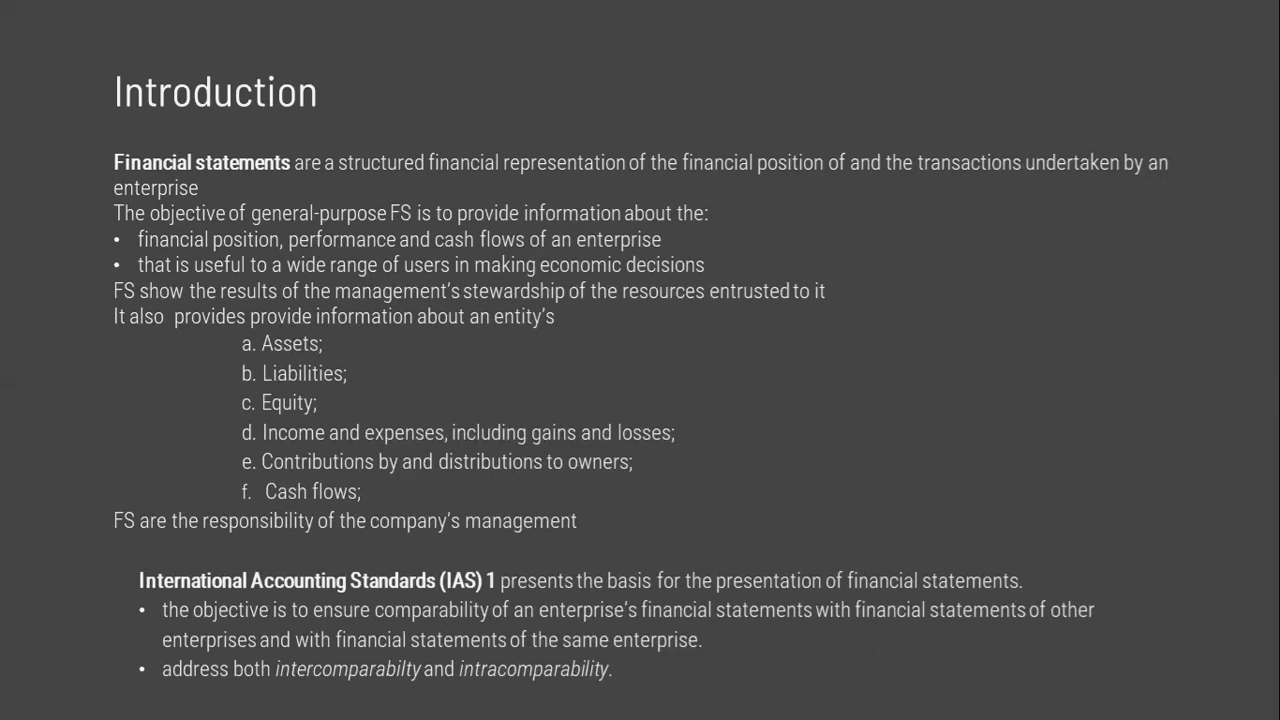 Introduction
Financial statements are a structured financial representation of the financial position of and the transactions undertaken by an
enterprise
The objective of general-purpose FS is to provide information about the:
• financial position, performance and cash flows of an enterprise
• that is useful to a wide range of users in making economic decisions
FS show the results of the management's stewardship of the resources entrusted to it
It also provides provide information about an entity's
a. Assets;
b. Liabilities;
c. Equity;
d. Income and expenses, including gains and losses;
e. Contributions by and distributions to owners;
f. Cash flows;
FS are the responsibility of the company's management
International Accounting Standards (IAS) 1 presents the basis for the presentation of financial statements.
• the objective is to ensure comparability of an enterprise's financial statements with financial statements of other
enterprises and with financial statements of the same enterprise.
• address both intercomparabilty and intracomparability.